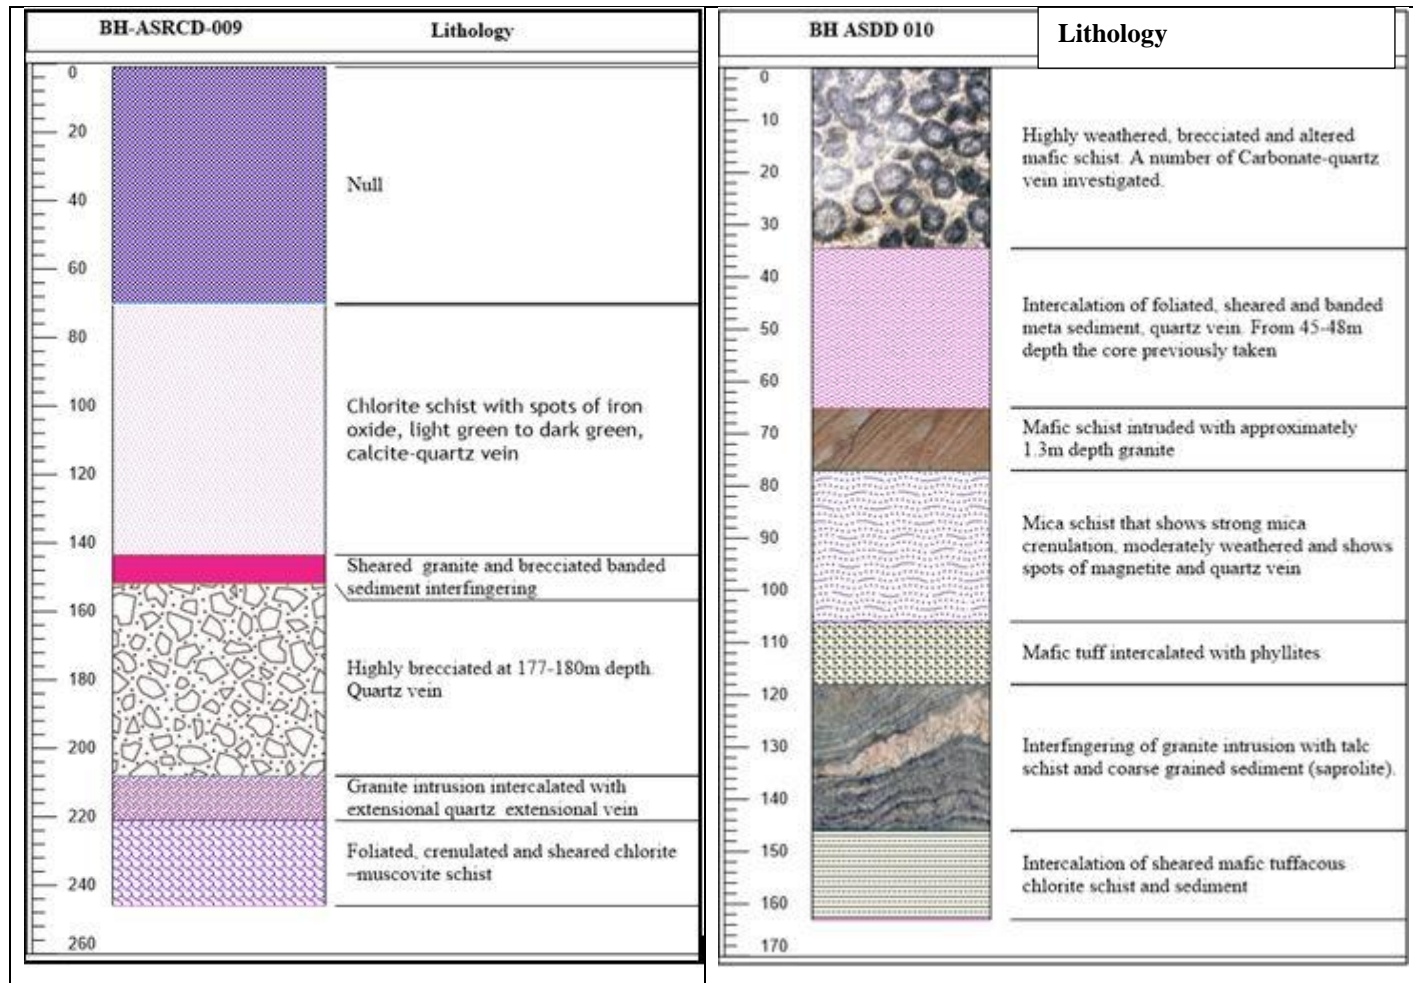 BH-ASRCD-009
Lithology
0
20
40
60
80
100
120
140
160
180
200
220
240
260
Null
Chlorite schist with spots of iron
oxide, light green to dark green,
calcite-quartz vein
Sheared granite and brecciated banded
sediment interfingering
Highly brecciated at 177-180m depth.
Quartz vein
Granite intrusion intercalated with
extensional quartz extensional vein
Foliated, crenulated and sheared chlorite
–muscovite schist
BH ASDD 010
Lithology
0
10
20
30
40
50
60
70
80
90
100
110
120
130
140
150
160
170
Highly weathered, brecciated and altered
mafic schist. A number of Carbonate-quartz
vein investigated.
Intercalation of foliated, sheared and banded
meta sediment, quartz vein. From 45-48m
depth the core previously taken
Mafic schist intruded with approximately
1.3m depth granite
Mica schist that shows strong mica
crenulation, moderately weathered and shows
spots of magnetite and quartz vein
Mafic tuff intercalated with phyllites
Interfingering of granite intrusion with talc
schist and coarse grained sediment (saprolite).
Intercalation of sheared mafic tuffacous
chlorite schist and sediment